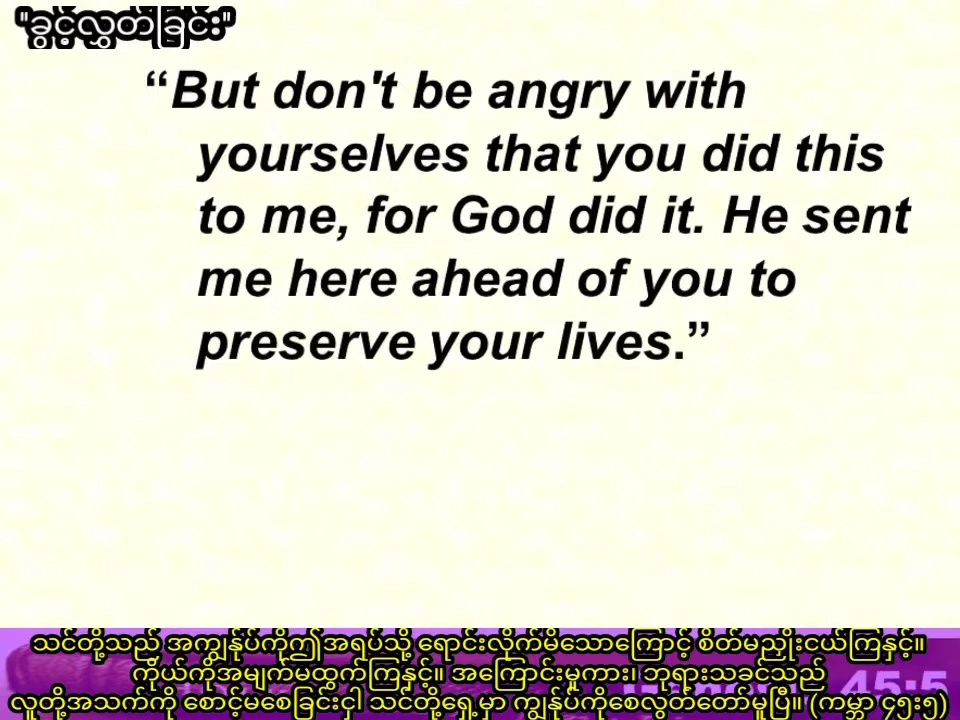 "ခွင့်လွှတ်ခြင်း"
“But don't be angry with
yourselves that you did this
to me, for God did it. He sent
me here ahead of you to
preserve your lives.”
သင်တို့သည် အကျွန်ုပ်ကိုဤအရပ်သို့ ရောင်းလိုက်မိသောကြောင့် စိတ်မညှိုးငယ်ကြနှင့်။
ကိုယ်ကိုအမျက်မထွက်ကြနှင့်။ အကြောင်းမူကား၊ ဘုရားသခင်သည်
လူတို့အသက်ကို စောင့်မစေခြင်းငှါ သင်တို့ရှေ့မှာ ကျွန်ုပ်ကိုစေလွှတ်တော်မူပြီ။ (ကမ္ဘာ ၄၅း၅)
45:5